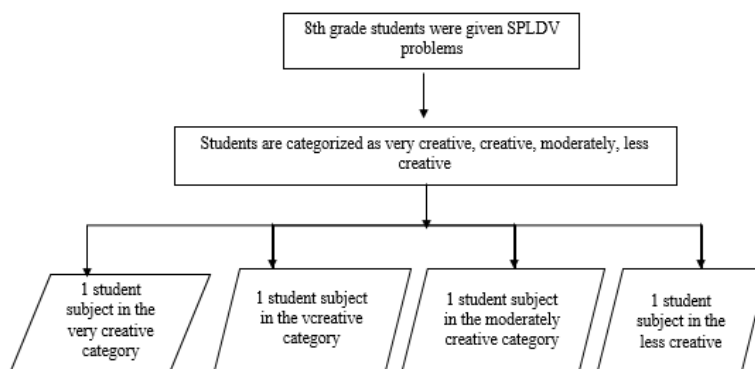 8th grade students were given SPLDV
problems
Students are categorized as very creative, creative, moderately, less
creative
1 student
subject in the
very creative
category
1 student subject
in the vcreative
category
1 student subject
in the moderately
creative category
1 student
subject in the
less creative